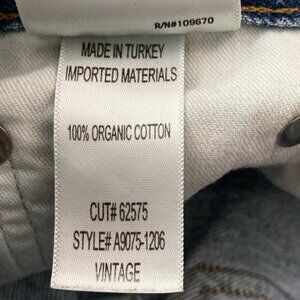 R/N#109670
MADE IN TURKEY
IMPORTED MATERIALS
100% ORGANIC COTTON
CUT# 62575
STYLE# A9075-1206
VINTAGE